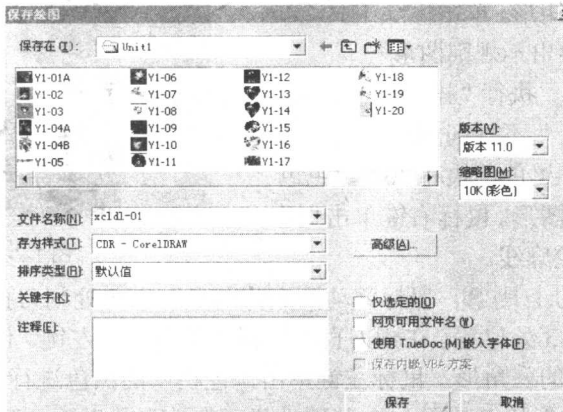 保存绘图
保存在(I): Unit1
Y1-01A Y1-06 Y1-12 Y1-18
Y1-02 Y1-07 Y1-13 Y1-19
Y1-03 Y1-08 Y1-14 Y1-20
Y1-04A Y1-09 Y1-15
Y1-04B Y1-10 Y1-16
Y1-05 Y1-11 Y1-17
版本(V):
版本 11.0
缩略图(M):
10K (彩色)
文件名称(N): xcldl-01
存为样式(T): CDR - CorelDRAW
高级(A)...
排序类型(R): 默认值
关键字(K):
注释(E):
仅选定的(O)
网页可用文件名(W)
使用 TrueDoc (M) 嵌入字体(F)
保存内嵌 VBA 方案
保存 取消